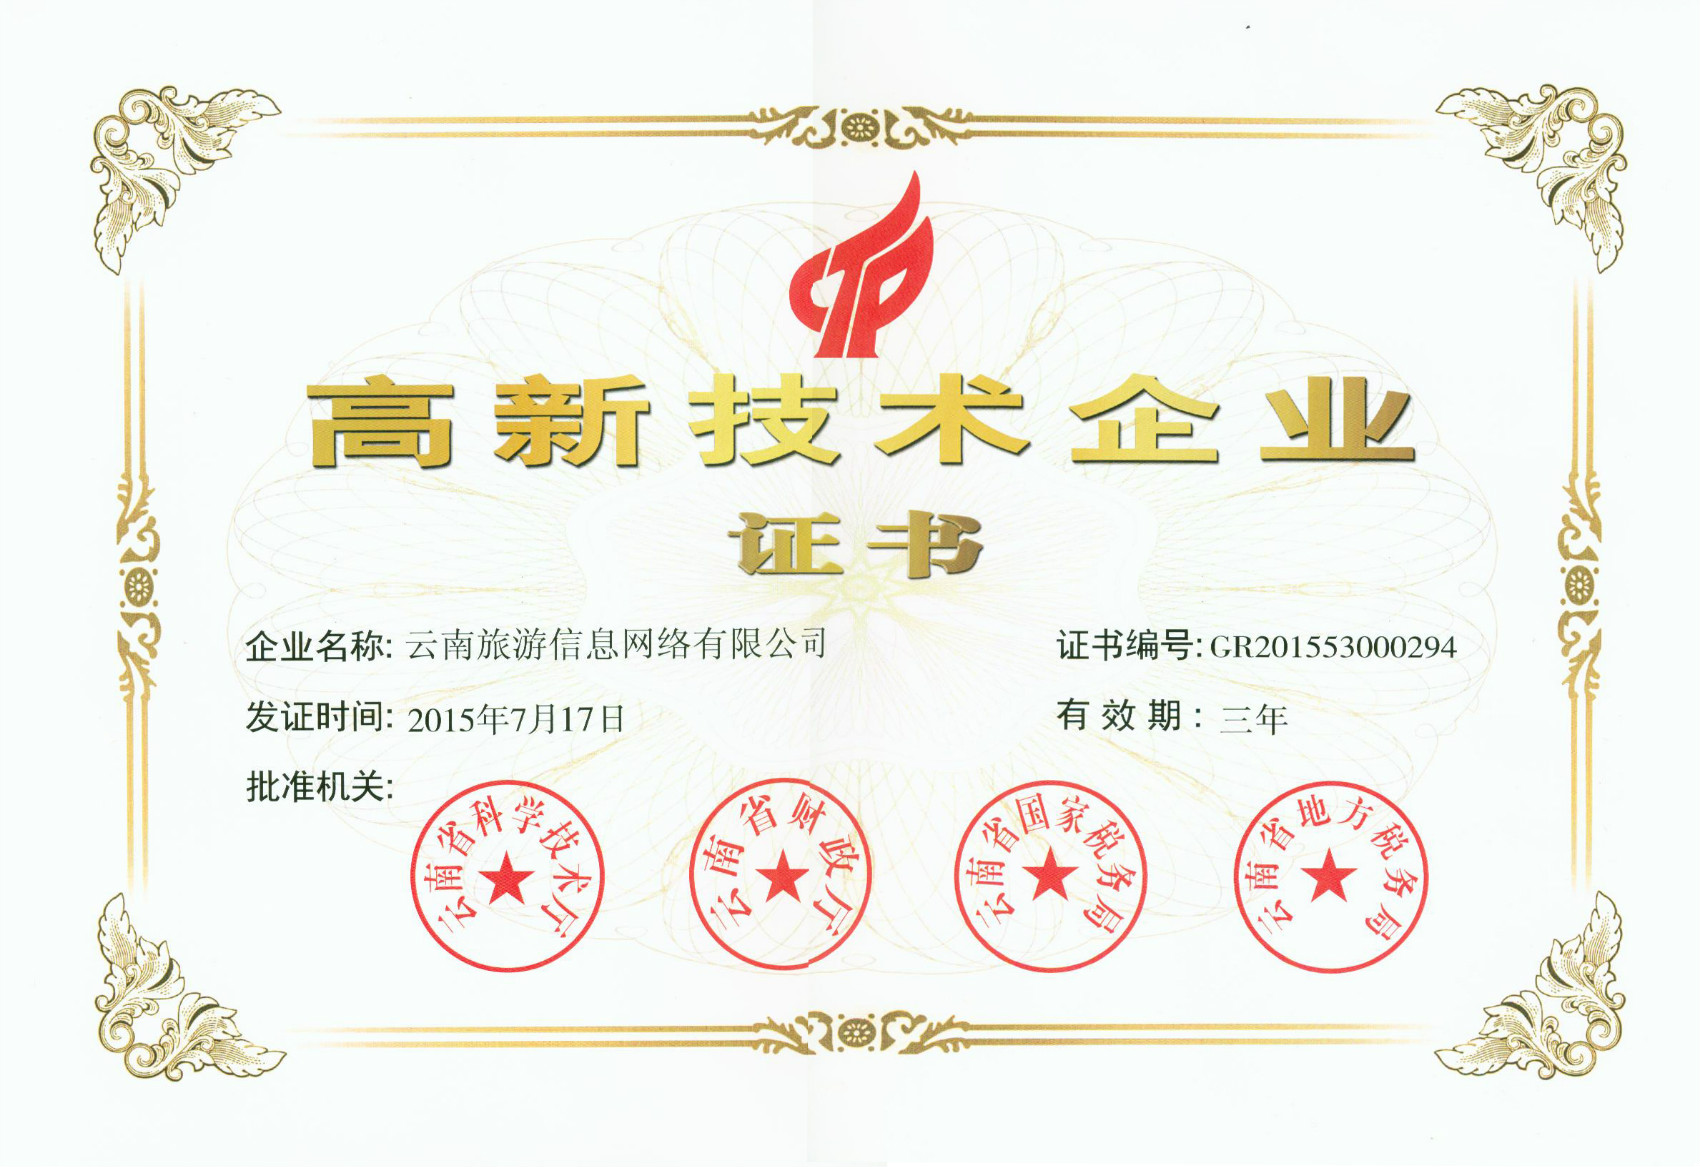 高新技术企业
证书
企业名称: 云南旅游信息网络有限公司
证书编号: GR201553000294
发证时间: 2015年7月17日
有效期: 三年
批准机关:
云南省科学技术厅
云南省财政厅
云南省国家税务局
云南省地方税务局